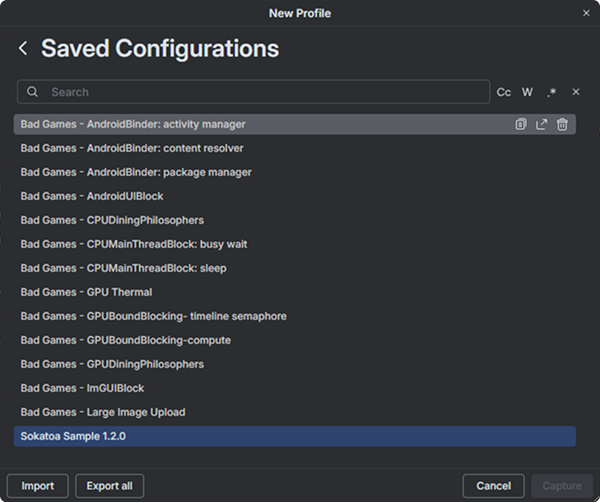 New Profile
Saved Configurations
Search
Cc W .*
Bad Games - AndroidBinder: activity manager
Bad Games - AndroidBinder: content resolver
Bad Games - AndroidBinder: package manager
Bad Games - AndroidUIBlock
Bad Games - CPUDiningPhilosophers
Bad Games - CPUMainThreadBlock: busy wait
Bad Games - CPUMainThreadBlock: sleep
Bad Games - GPU Thermal
Bad Games - GPUBoundBlocking- timeline semaphore
Bad Games - GPUBoundBlocking-compute
Bad Games - GPUDiningPhilosophers
Bad Games - ImGUIBlock
Bad Games - Large Image Upload
Sokatoa Sample 1.2.0
Import Export all Cancel Capture